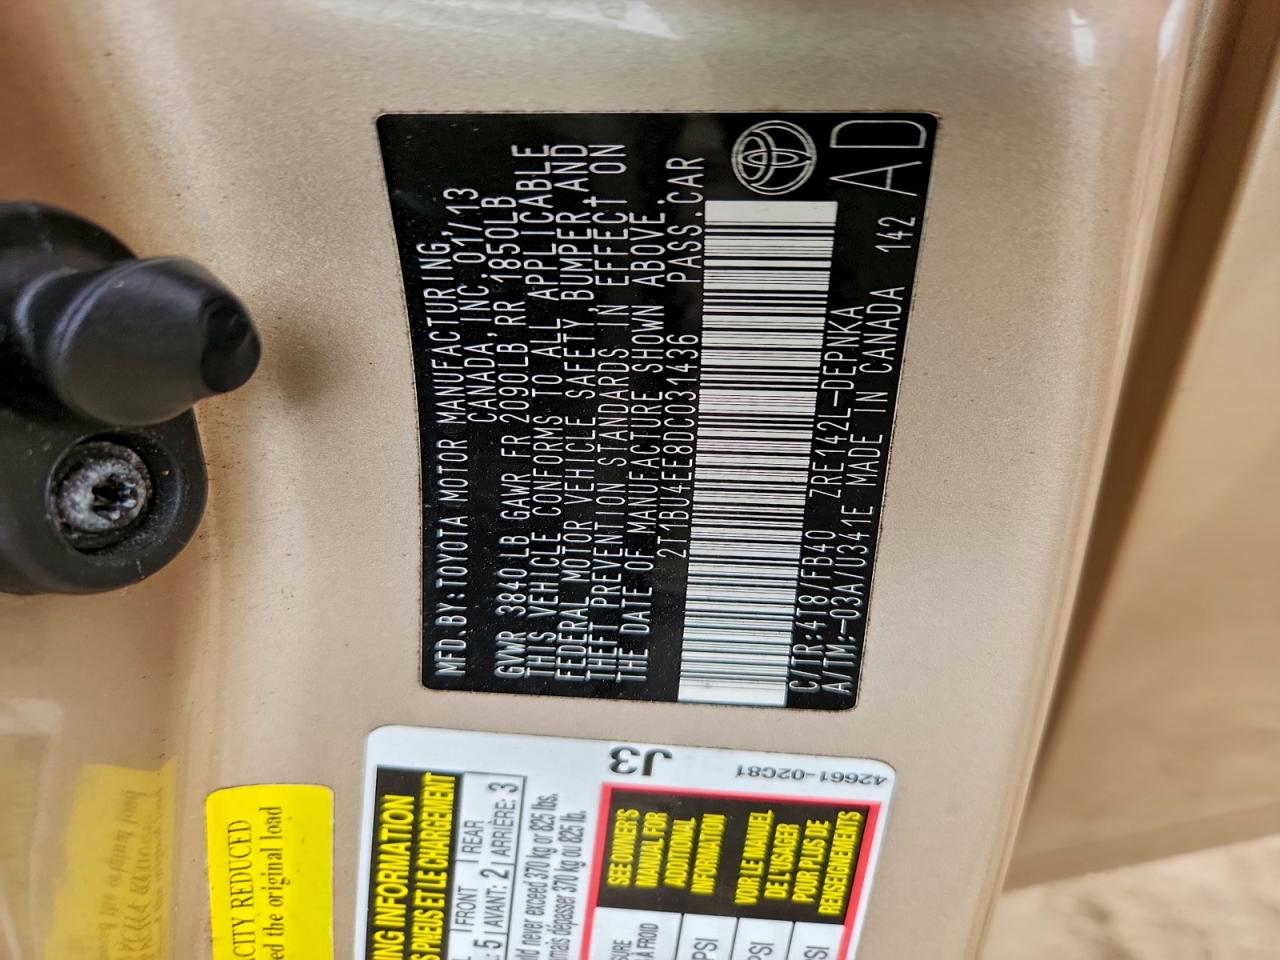 MFD.BY:TOYOTA MOTOR MANUFACTURING,
CANADA, INC. 01/13
GVWR 3840LB GAWR FR 2090LB RR 1850LB
THIS VEHICLE CONFORMS TO ALL APPLICABLE
FEDERAL MOTOR VEHICLE SAFETY,BUMPER,AND
THEFT PREVENTION STANDARDS IN EFFECT ON
THE DATE OF MANUFACTURE SHOWN ABOVE.
2T1BU4EE8DC031436 PASS.CAR
C/TR:4T8/FB40 ZRE142L-DEPNKA
A/TM:-03A/U341E MADE IN CANADA 142 AD
J3
42661-02C81
ING INFORMATION
S PNEUS ET LE CHARGEMENT
FRONT REAR
: 5 AVANT: 2 ARRIÈRE: 3
ld never exceed 370 kg or 825 lbs.
mais dépasser 370 kg ou 825 lb.
SEE OWNER'S
MANUAL FOR
ADDITIONAL
INFORMATION
VOIR LE MANUEL
DE L'USAGER
POUR PLUS DE
RENSEIGNEMENTS
SURE
À FROID
PSI
PSI
SI
CITY REDUCED
ed the original load